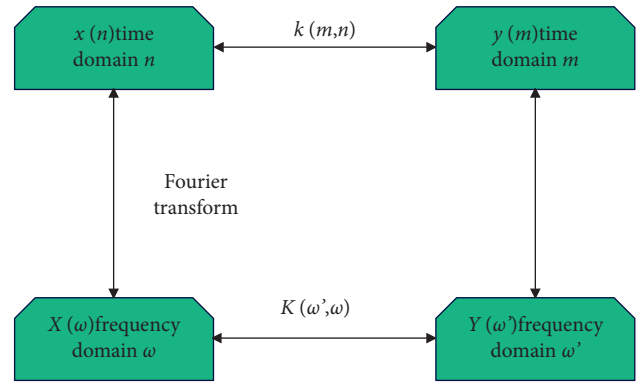 x (n)time
domain n
k (m,n)
y (m)time
domain m
Fourier
transform
X (ω)frequency
domain ω
K (ω’,ω)
Y (ω’)frequency
domain ω’